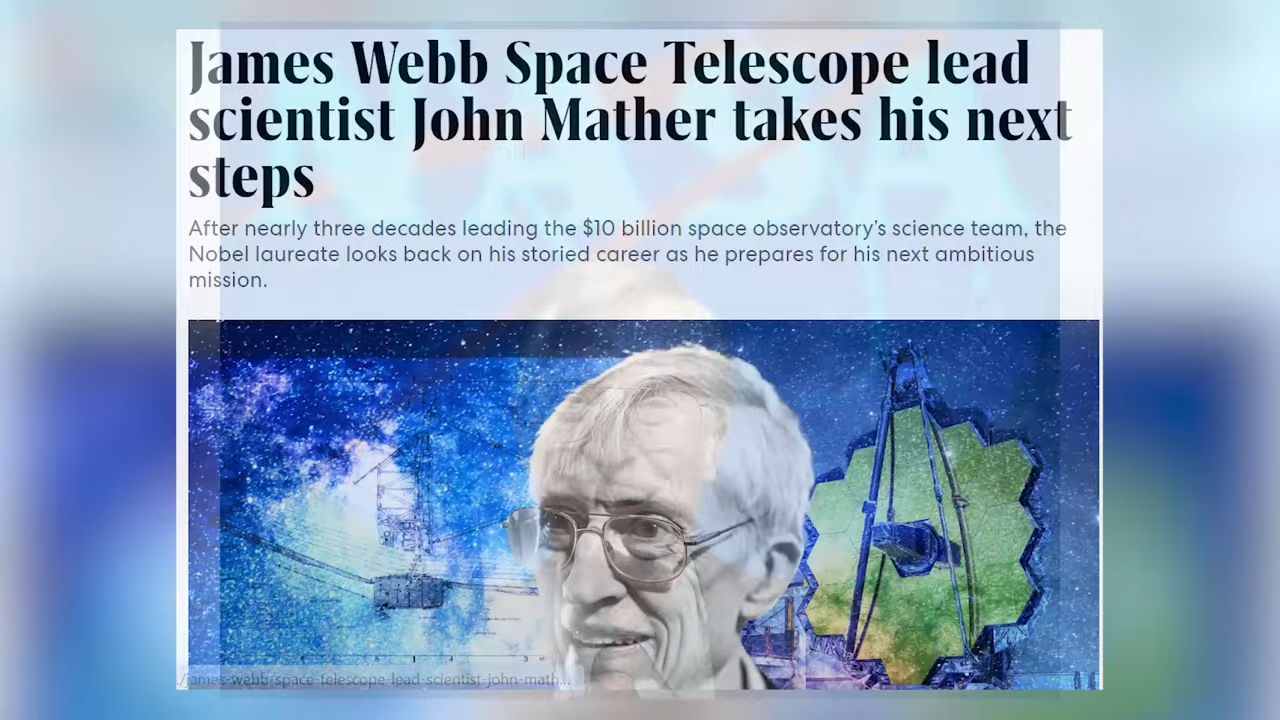 James Webb Space Telescope lead
scientist John Mather takes his next
steps
After nearly three decades leading the $10 billion space observatory's science team, the
Nobel laureate looks back on his storied career as he prepares for his next ambitious
mission.
/james-webb-space-telescope-lead-scientist-john-math...